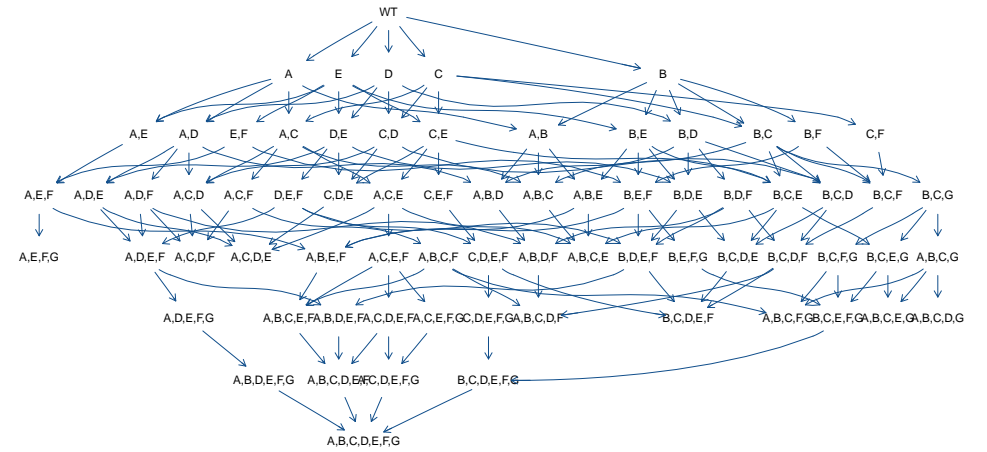 WT
A E D C B
A,E A,D E,F A,C D,E C,D C,E A,B B,E B,D B,C B,F C,F
A,E,F A,D,E A,D,F A,C,D A,C,F D,E,F C,D,E A,C,E C,E,F A,B,D A,B,C A,B,E B,E,F B,D,E B,D,F B,C,E B,C,D B,C,F B,C,G
A,E,F,G A,D,E,F A,C,D,F A,C,D,E A,B,E,F A,C,E,F A,B,C,F C,D,E,F A,B,D,F A,B,C,E B,D,E,F B,E,F,G B,C,D,E B,C,D,F B,C,F,G B,C,E,G A,B,C,G
A,D,E,F,G A,B,C,E,F A,B,D,E,F A,C,D,E,F A,C,E,F,G C,D,E,F,G A,B,C,D,F B,C,D,E,F A,B,C,F,G B,C,E,F,G A,B,C,E,G A,B,C,D,G
A,B,D,E,F,G A,B,C,D,E,F A,C,D,E,F,G B,C,D,E,F,G
A,B,C,D,E,F,G